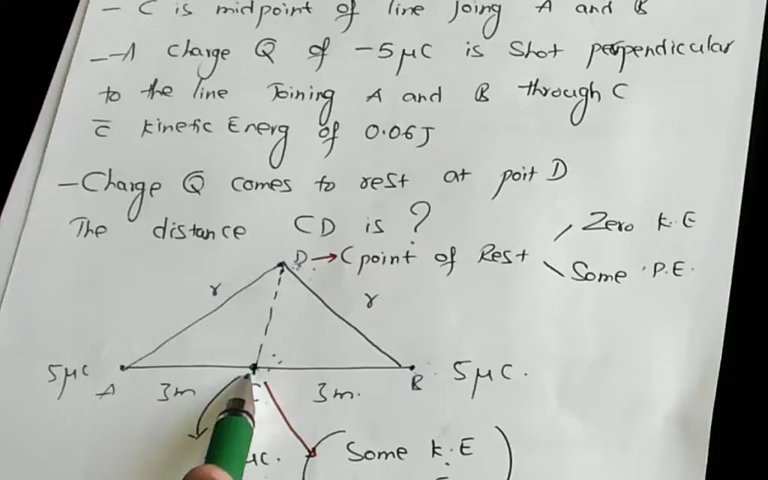 - C is midpoint of line Joing A and B
- A charge Q of -5μC is Shot perpendicular
to the line Joining A and B through C
c̅ kinetic Energ of 0.06J
- Charge Q comes to rest at poit D
The distance CD is ?
Zero K.E
D → (point of Rest
Some P.E.
r
r
5μC A 3m 3m. B 5μC.
μc. (Some K.E)